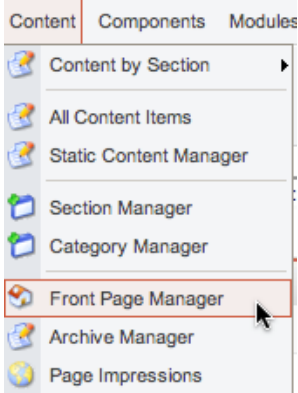 Content Components Modules
Content by Section
All Content Items
Static Content Manager
Section Manager
Category Manager
Front Page Manager
Archive Manager
Page Impressions